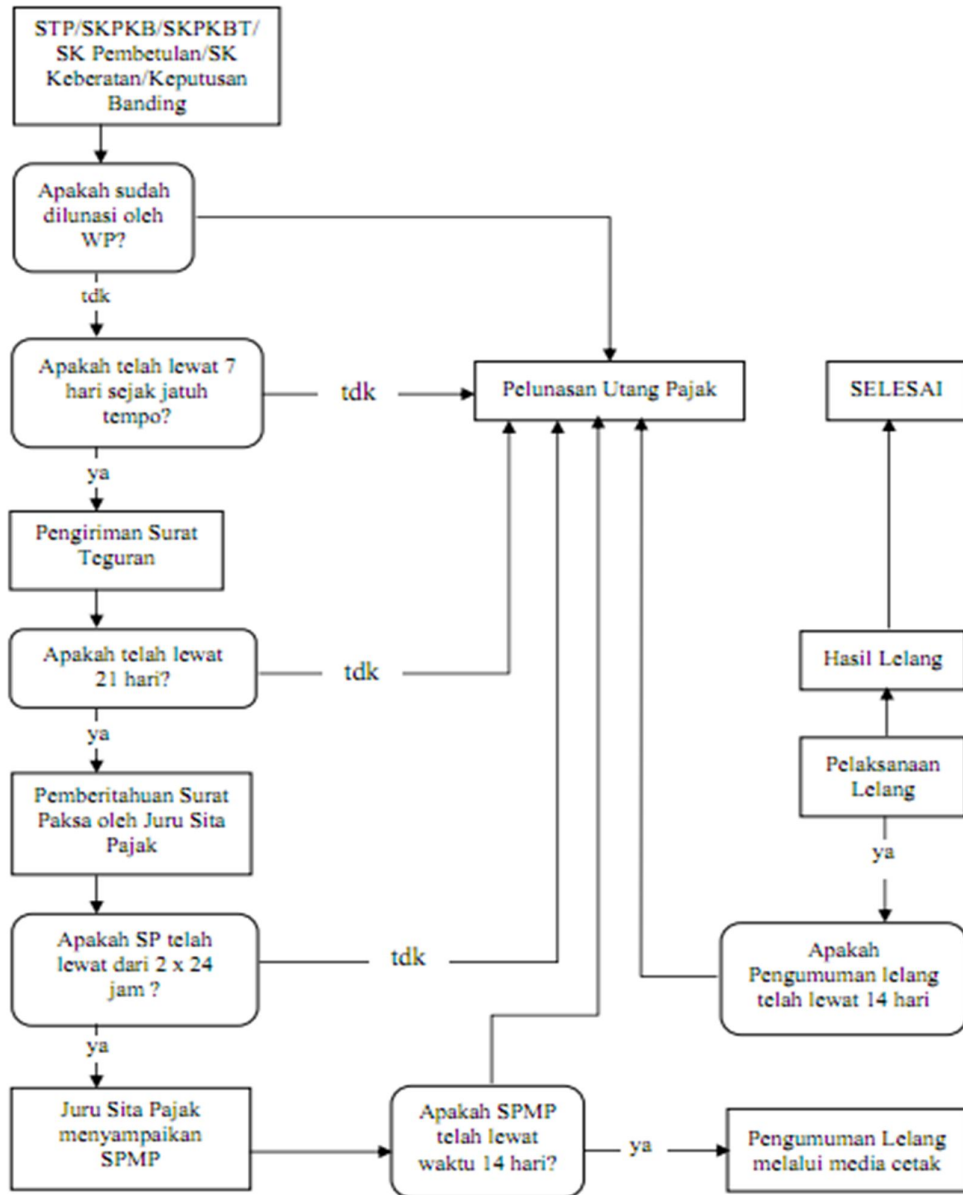 STP/SKPKB/SKPKBT/
SK Pembetulan/SK
Keberatan/Keputusan
Banding
Apakah sudah
dilunasi oleh
WP?
tdk
Apakah telah lewat 7
hari sejak jatuh
tempo?
tdk
Pelunasan Utang Pajak
SELESAI
ya
Pengiriman Surat
Teguran
Apakah telah lewat
21 hari?
tdk
Hasil Lelang
ya
Pelaksanaan
Lelang
Pemberitahuan Surat
Paksa oleh Juru Sita
Pajak
ya
Apakah SP telah
lewat dari 2 x 24
jam ?
tdk
Apakah
Pengumuman lelang
telah lewat 14 hari
ya
Juru Sita Pajak
menyampaikan
SPMP
Apakah SPMP
telah lewat
waktu 14 hari?
ya
Pengumuman Lelang
melalui media cetak